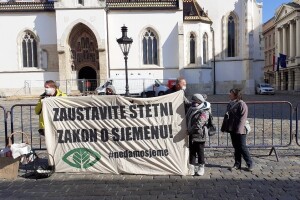 ZAUSTAVITE ŠTETNI
ZAKON O SJEMENU!
#nedamosjeme